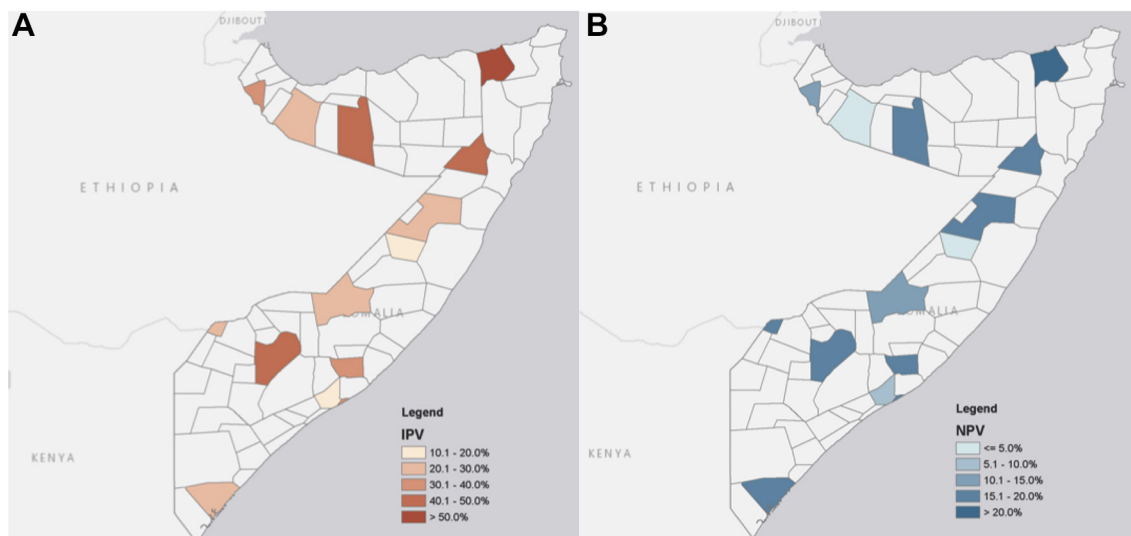 A
DJIBOUTI
ETHIOPIA
OMALIA
KENYA
Legend
IPV
10.1 - 20.0%
20.1 - 30.0%
30.1 - 40.0%
40.1 - 50.0%
> 50.0%
B
DJIBOUTI
ETHIOPIA
OMALIA
KENYA
Legend
NPV
<= 5.0%
5.1 - 10.0%
10.1 - 15.0%
15.1 - 20.0%
> 20.0%